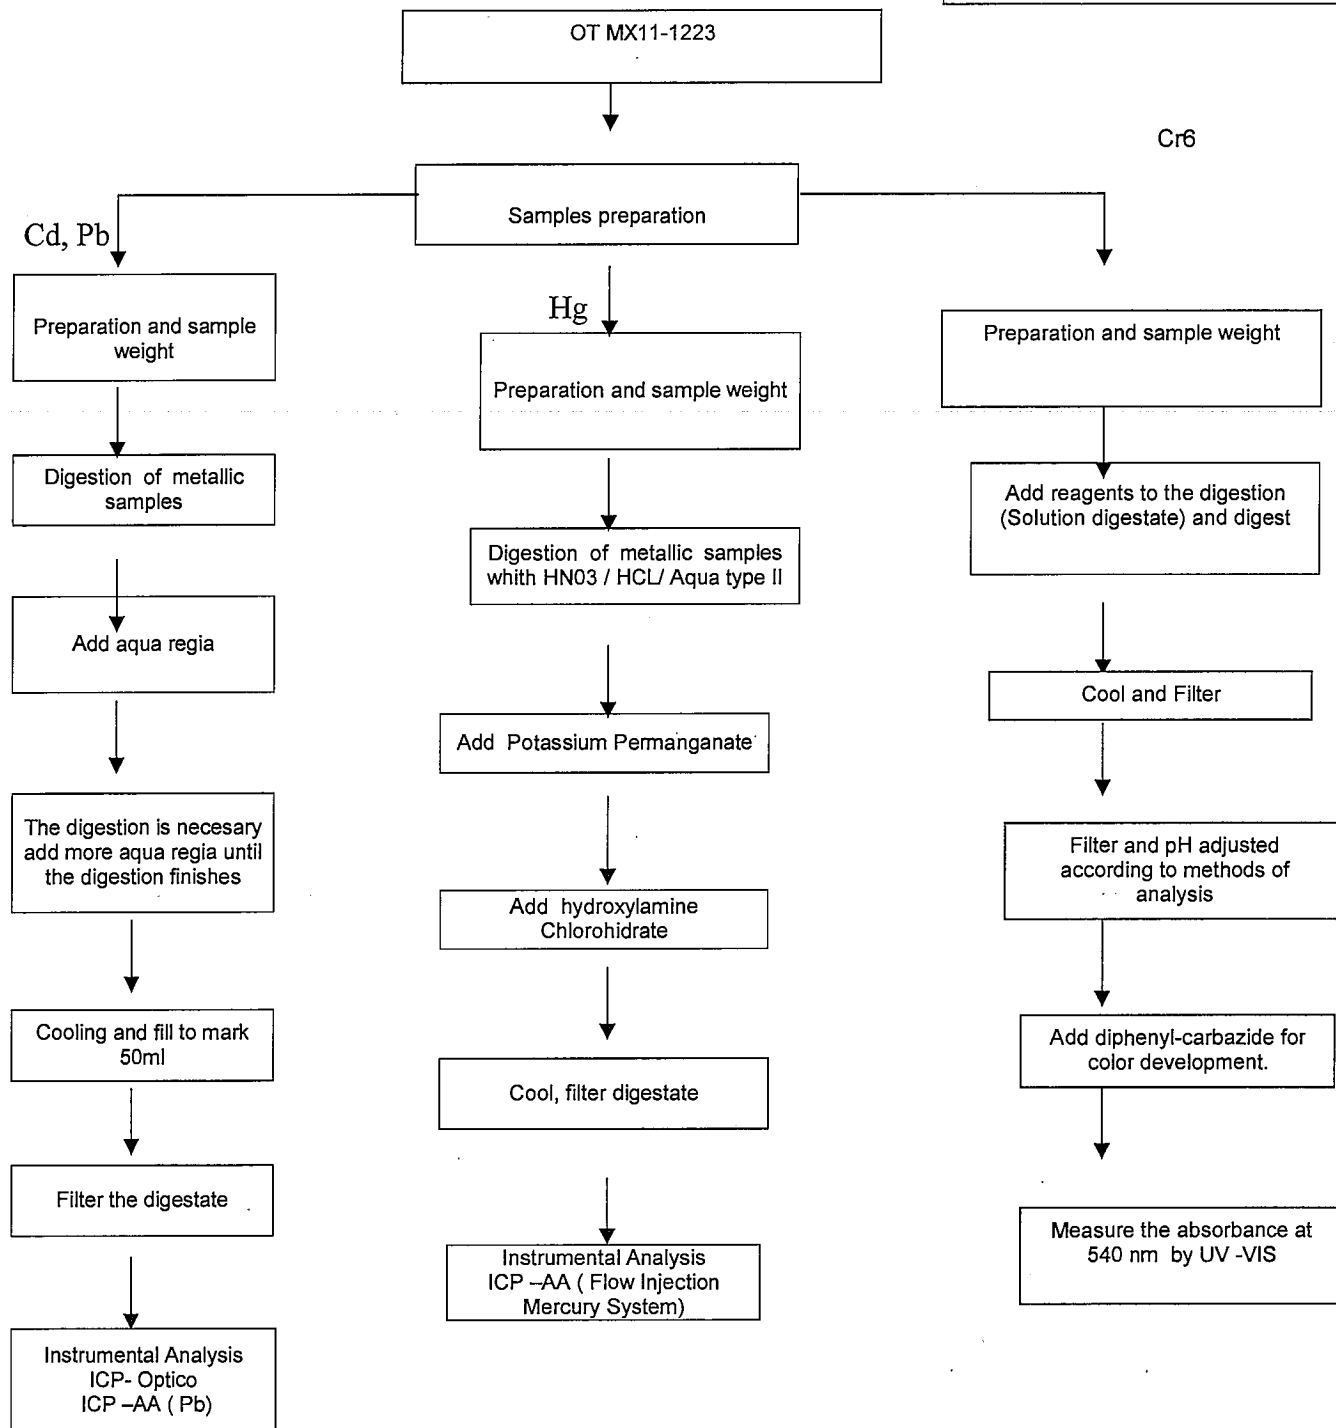 OT MX11-1223
Cr6
Samples preparation
Cd, Pb
Preparation and sample
weight
Digestion of metallic
samples
Add aqua regia
The digestion is necesary
add more aqua regia until
the digestion finishes
Cooling and fill to mark
50ml
Filter the digestate
Instrumental Analysis
ICP- Optico
ICP –AA ( Pb)
Hg
Preparation and sample weight
Digestion of metallic samples
whith HN03 / HCL/ Aqua type II
Add Potassium Permanganate
Add hydroxylamine
Chlorohidrate
Cool, filter digestate
Instrumental Analysis
ICP –AA ( Flow Injection
Mercury System)
Preparation and sample weight
Add reagents to the digestion
(Solution digestate) and digest
Cool and Filter
Filter and pH adjusted
according to methods of
analysis
Add diphenyl-carbazide for
color development.
Measure the absorbance at
540 nm by UV -VIS